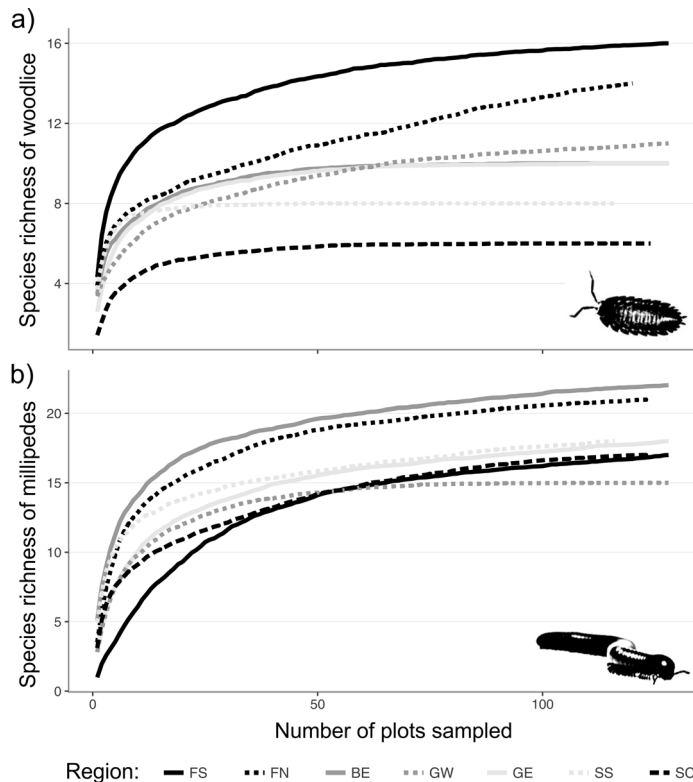 a)
Species richness of woodlice
16
12
8
4
b)
Species richness of millipedes
20
15
10
5
0
0 50 100
Number of plots sampled
Region: FS FN BE GW GE SS